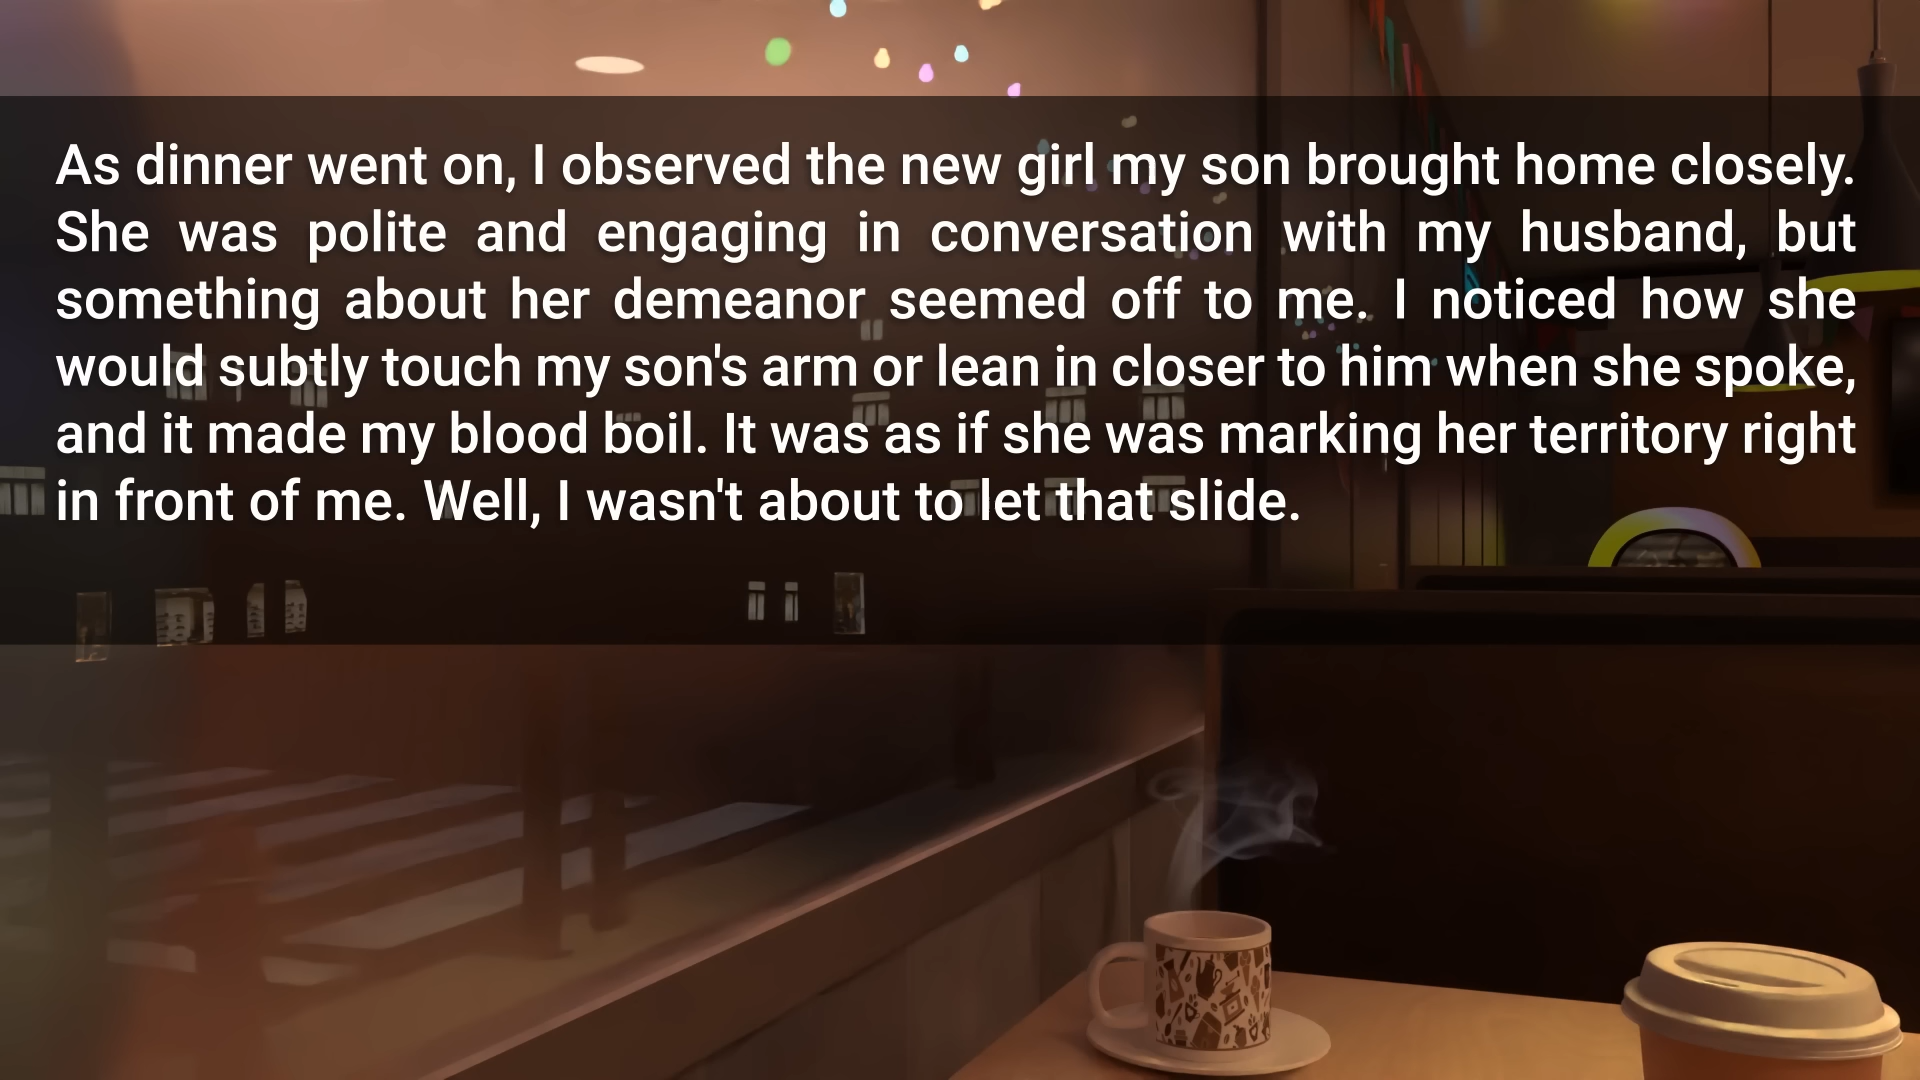 As dinner went on, I observed the new girl my son brought home closely.
She was polite and engaging in conversation with my husband, but
something about her demeanor seemed off to me. I noticed how she
would subtly touch my son's arm or lean in closer to him when she spoke,
and it made my blood boil. It was as if she was marking her territory right
in front of me. Well, I wasn't about to let that slide.